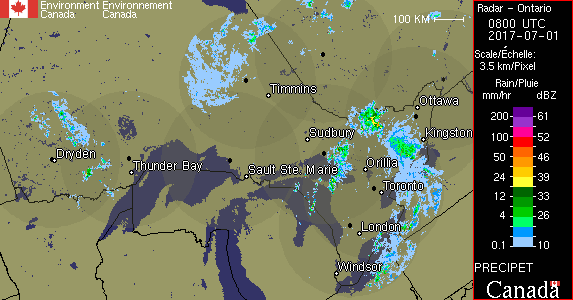 Environment Environnement
Canada Canada
100 KM
Timmins
Ottawa
Sudbury
Kingston
Dryden
Thunder Bay
Sault Ste. Marie
Orillia
Toronto
London
Windsor
Radar - Ontario
0800 UTC
2017-07-01
Scale/Échelle:
3.5 km/Pixel
Rain/Pluie
mm/hr dBZ
200 61
100 52
50 46
24 39
12 33
4 26
0.1 10
PRECIPET
Canada